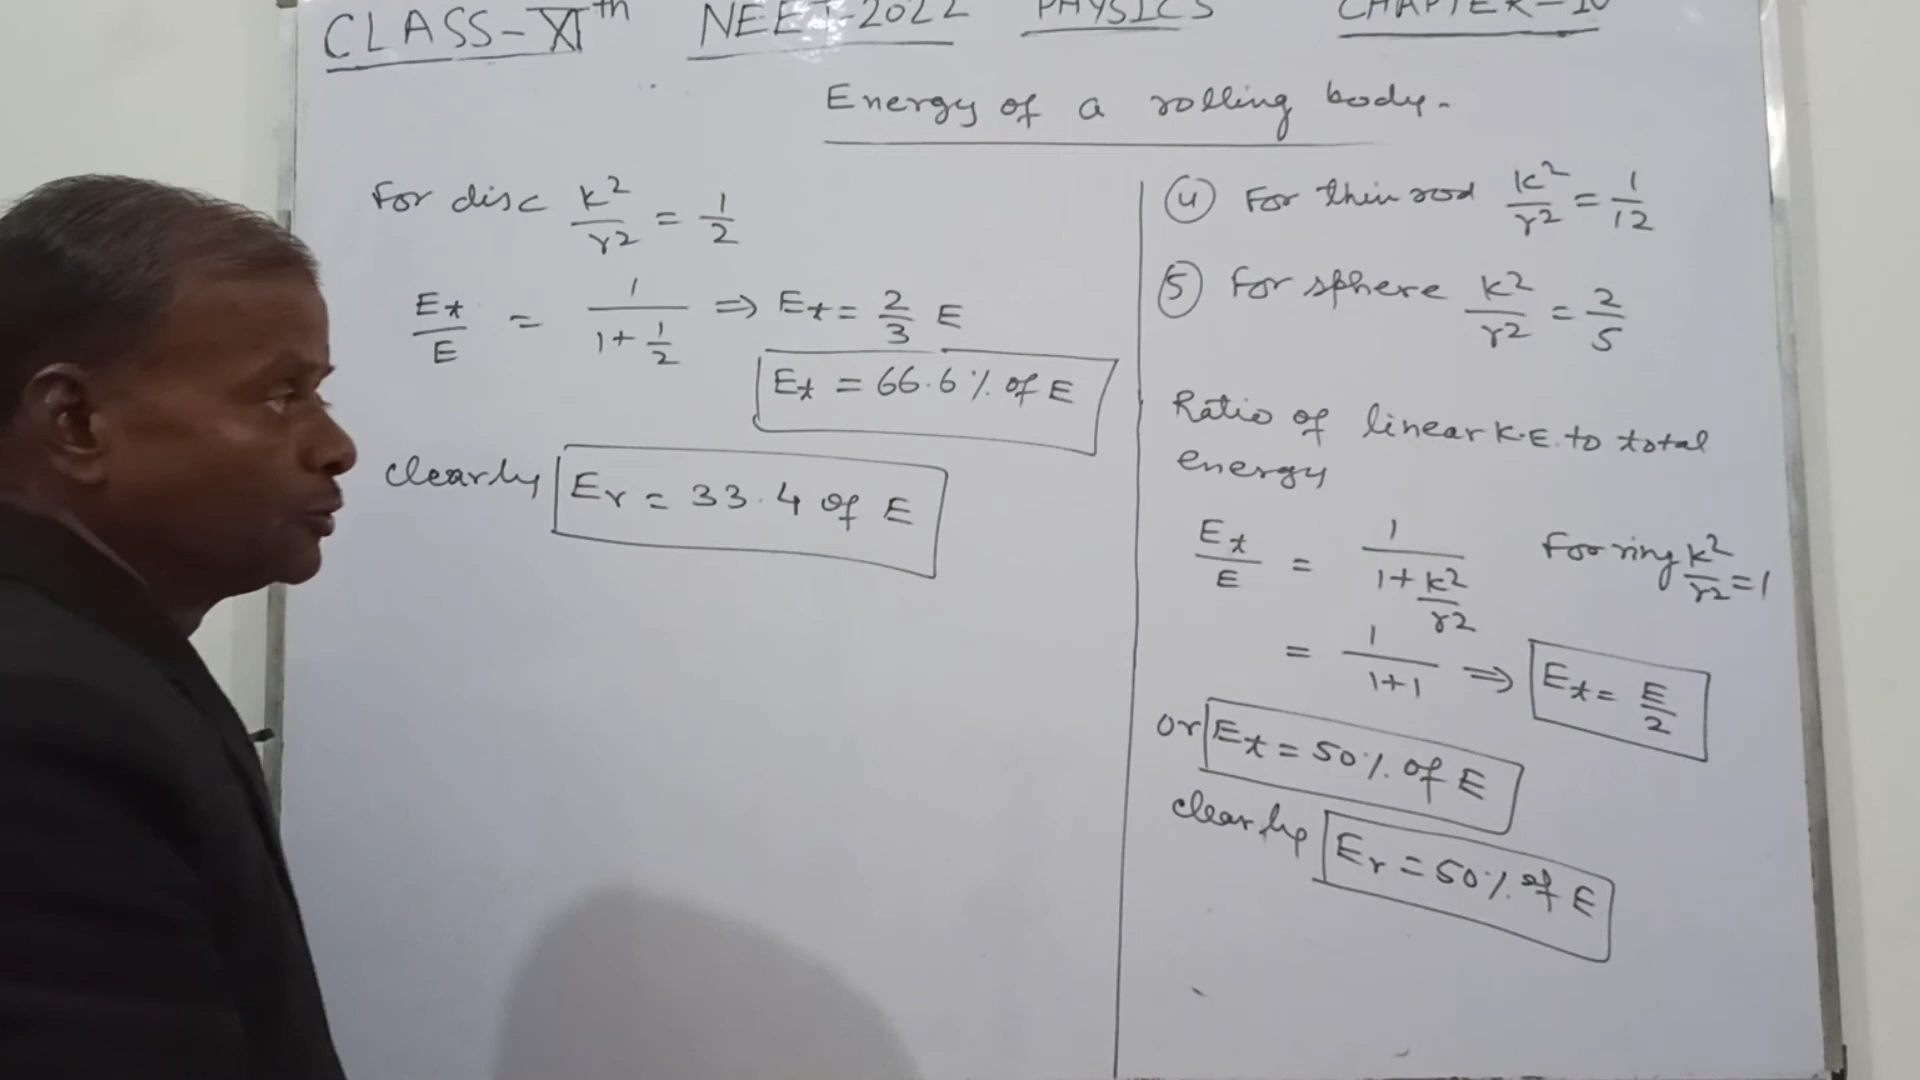 CLASS-XIth NEET-2022 PHYSICS CHAPTER-IV
Energy of a rolling body.
For disc k²/r² = 1/2
Et/E = 1/(1+1/2) ⇒ Et = 2/3 E
Et = 66.6% of E
clearly Er = 33.4 of E
④ For thin rod k²/r² = 1/12
⑤ For sphere k²/r² = 2/5
Ratio of linear K.E. to total
energy
Et/E = 1/(1+k²/r²) For ring k²/r² = 1
= 1/(1+1) ⇒ Et = E/2
or Et = 50% of E
clearly Er = 50% of E